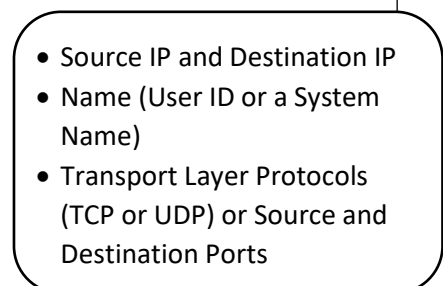 • Source IP and Destination IP
• Name (User ID or a System
Name)
• Transport Layer Protocols
(TCP or UDP) or Source and
Destination Ports